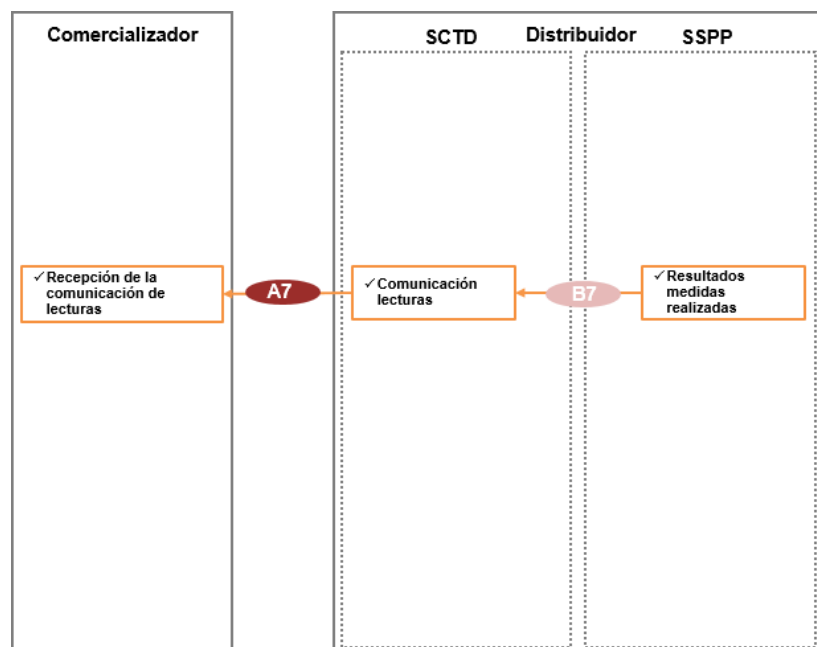 Comercializador
SCTD
Distribuidor
SSPP
✓Recepción de la
comunicación de
lecturas
A7
✓Comunicación
lecturas
B7
✓Resultados
medidas
realizadas